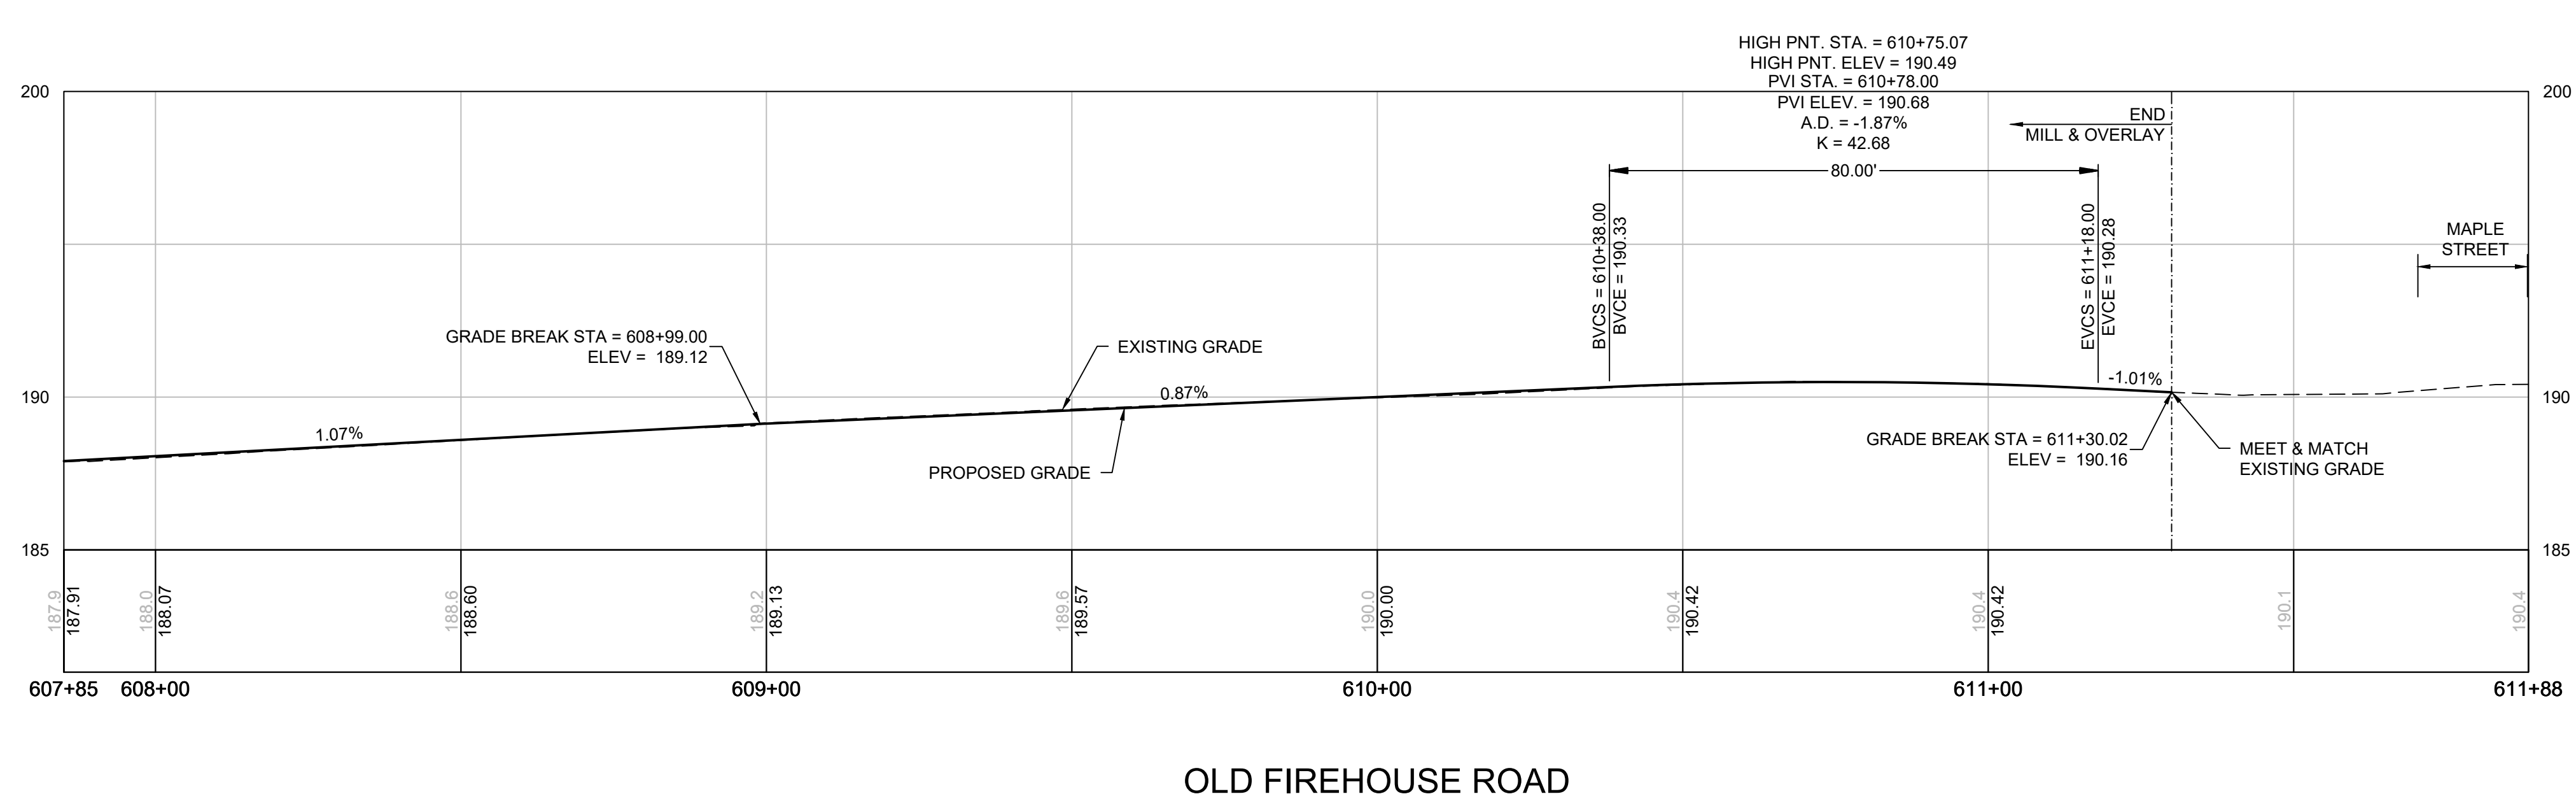 HIGH PNT. STA. = 610+75.07
HIGH PNT. ELEV = 190.49
PVI STA. = 610+78.00
PVI ELEV. = 190.68
A.D. = -1.87%
K = 42.68
80.00'
200
200
END
MILL & OVERLAY
BVCS = 610+38.00
BVCE = 190.33
EVCS = 611+18.00
EVCE = 190.28
MAPLE
STREET
GRADE BREAK STA = 608+99.00
ELEV = 189.12
EXISTING GRADE
1.07%
0.87%
-1.01%
190
190
PROPOSED GRADE
GRADE BREAK STA = 611+30.02
ELEV = 190.16
MEET & MATCH
EXISTING GRADE
185
185
187.9
187.91
188.0
188.07
188.6
188.60
189.2
189.13
189.6
189.57
190.0
190.00
190.4
190.42
190.4
190.42
190.1
190.4
607+85
608+00
609+00
610+00
611+00
611+88
OLD FIREHOUSE ROAD